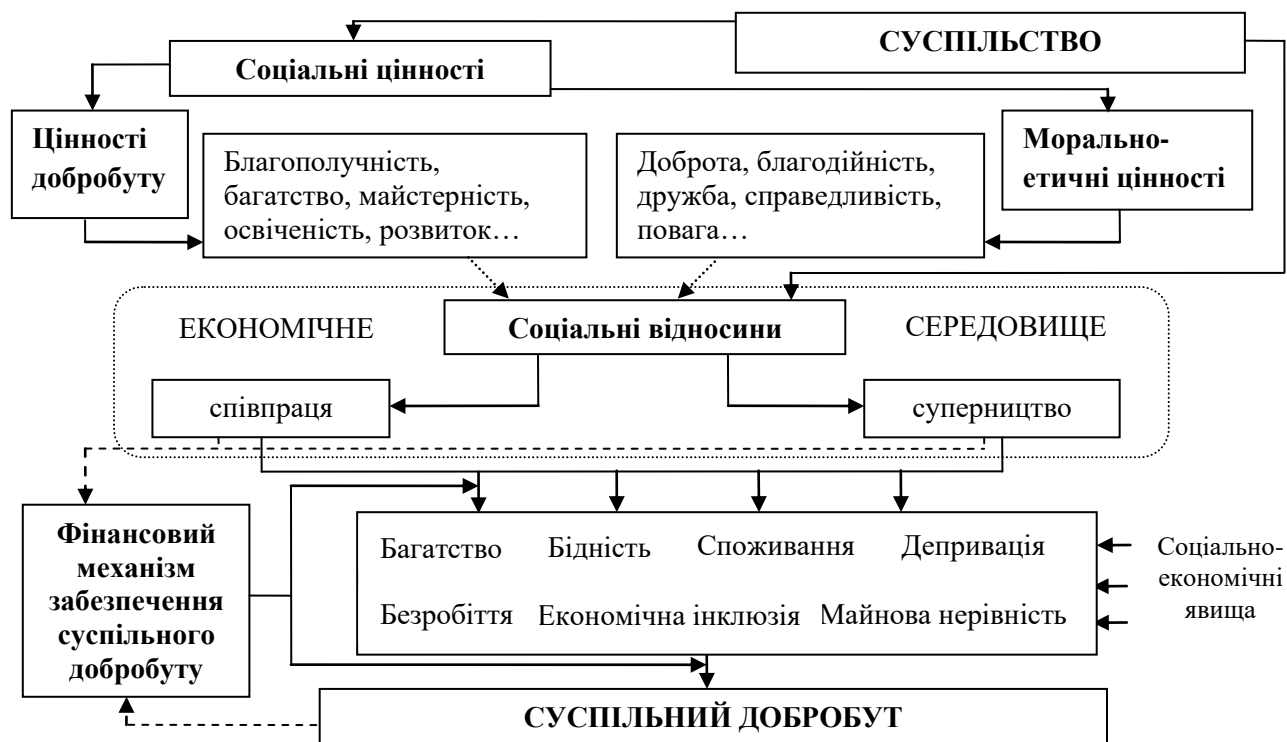 СУСПІЛЬСТВО
Соціальні цінності
Цінності
добробуту
Благополучність,
багатство, майстерність,
освіченість, розвиток…
Доброта, благодійність,
дружба, справедливість,
повага…
Морально-
етичні цінності
ЕКОНОМІЧНЕ
Соціальні відносини
СЕРЕДОВИЩЕ
співпраця
суперництво
Фінансовий
механізм
забезпечення
суспільного
добробуту
Багатство
Бідність
Споживання
Депривація
Безробіття
Економічна інклюзія
Майнова нерівність
Соціально-
економічні
явища
СУСПІЛЬНИЙ ДОБРОБУТ